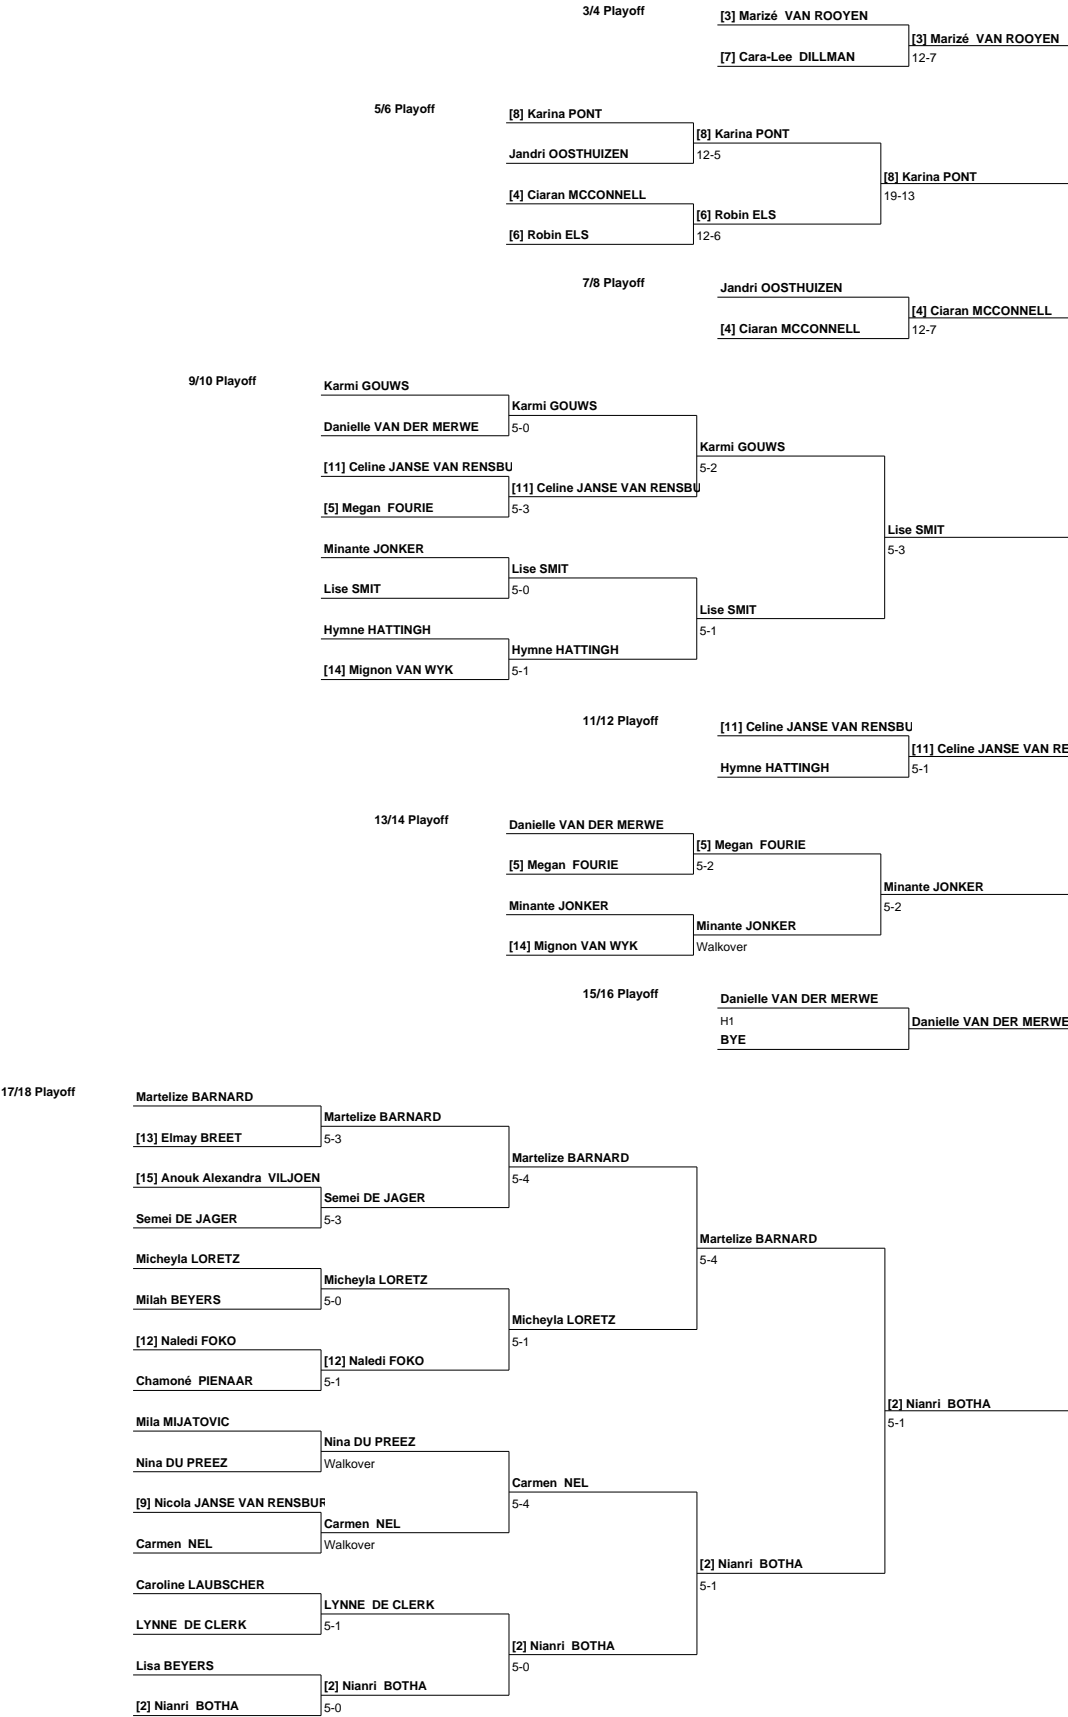 3/4 Playoff
[3] Marizé  VAN ROOYEN
[3] Marizé  VAN ROOYEN
[7] Cara-Lee  DILLMAN
12-7
5/6 Playoff
[8] Karina PONT
[8] Karina PONT
Jandri OOSTHUIZEN
12-5
[8] Karina PONT
[4] Ciaran MCCONNELL
19-13
[6] Robin ELS
[6] Robin ELS
12-6
7/8 Playoff
Jandri OOSTHUIZEN
[4] Ciaran MCCONNELL
[4] Ciaran MCCONNELL
12-7
9/10 Playoff
Karmi GOUWS
Karmi GOUWS
Danielle VAN DER MERWE
5-0
Karmi GOUWS
[11] Celine JANSE VAN RENSBU
5-2
[11] Celine JANSE VAN RENSBU
[5] Megan  FOURIE
5-3
Lise SMIT
Minante JONKER
5-3
Lise SMIT
Lise SMIT
5-0
Lise SMIT
Hymne HATTINGH
5-1
Hymne HATTINGH
[14] Mignon VAN WYK
5-1
11/12 Playoff
[11] Celine JANSE VAN RENSBU
[11] Celine JANSE VAN RE
Hymne HATTINGH
5-1
13/14 Playoff
Danielle VAN DER MERWE
[5] Megan  FOURIE
[5] Megan  FOURIE
5-2
Minante JONKER
Minante JONKER
5-2
Minante JONKER
[14] Mignon VAN WYK
Walkover
15/16 Playoff
Danielle VAN DER MERWE
H1
Danielle VAN DER MERWE
BYE
17/18 Playoff
Martelize BARNARD
Martelize BARNARD
[13] Elmay BREET
5-3
Martelize BARNARD
[15] Anouk Alexandra  VILJOEN
5-4
Semei DE JAGER
Semei DE JAGER
5-3
Martelize BARNARD
Micheyla LORETZ
5-4
Micheyla LORETZ
Milah BEYERS
5-0
Micheyla LORETZ
[12] Naledi FOKO
5-1
[12] Naledi FOKO
Chamoné  PIENAAR
5-1
[2] Nianri  BOTHA
Mila MIJATOVIC
5-1
Nina DU PREEZ
Nina DU PREEZ
Walkover
Carmen  NEL
[9] Nicola JANSE VAN RENSBUR
5-4
Carmen  NEL
Carmen  NEL
Walkover
[2] Nianri  BOTHA
Caroline LAUBSCHER
5-1
LYNNE  DE CLERK
LYNNE  DE CLERK
5-1
[2] Nianri  BOTHA
Lisa BEYERS
5-0
[2] Nianri  BOTHA
[2] Nianri  BOTHA
5-0